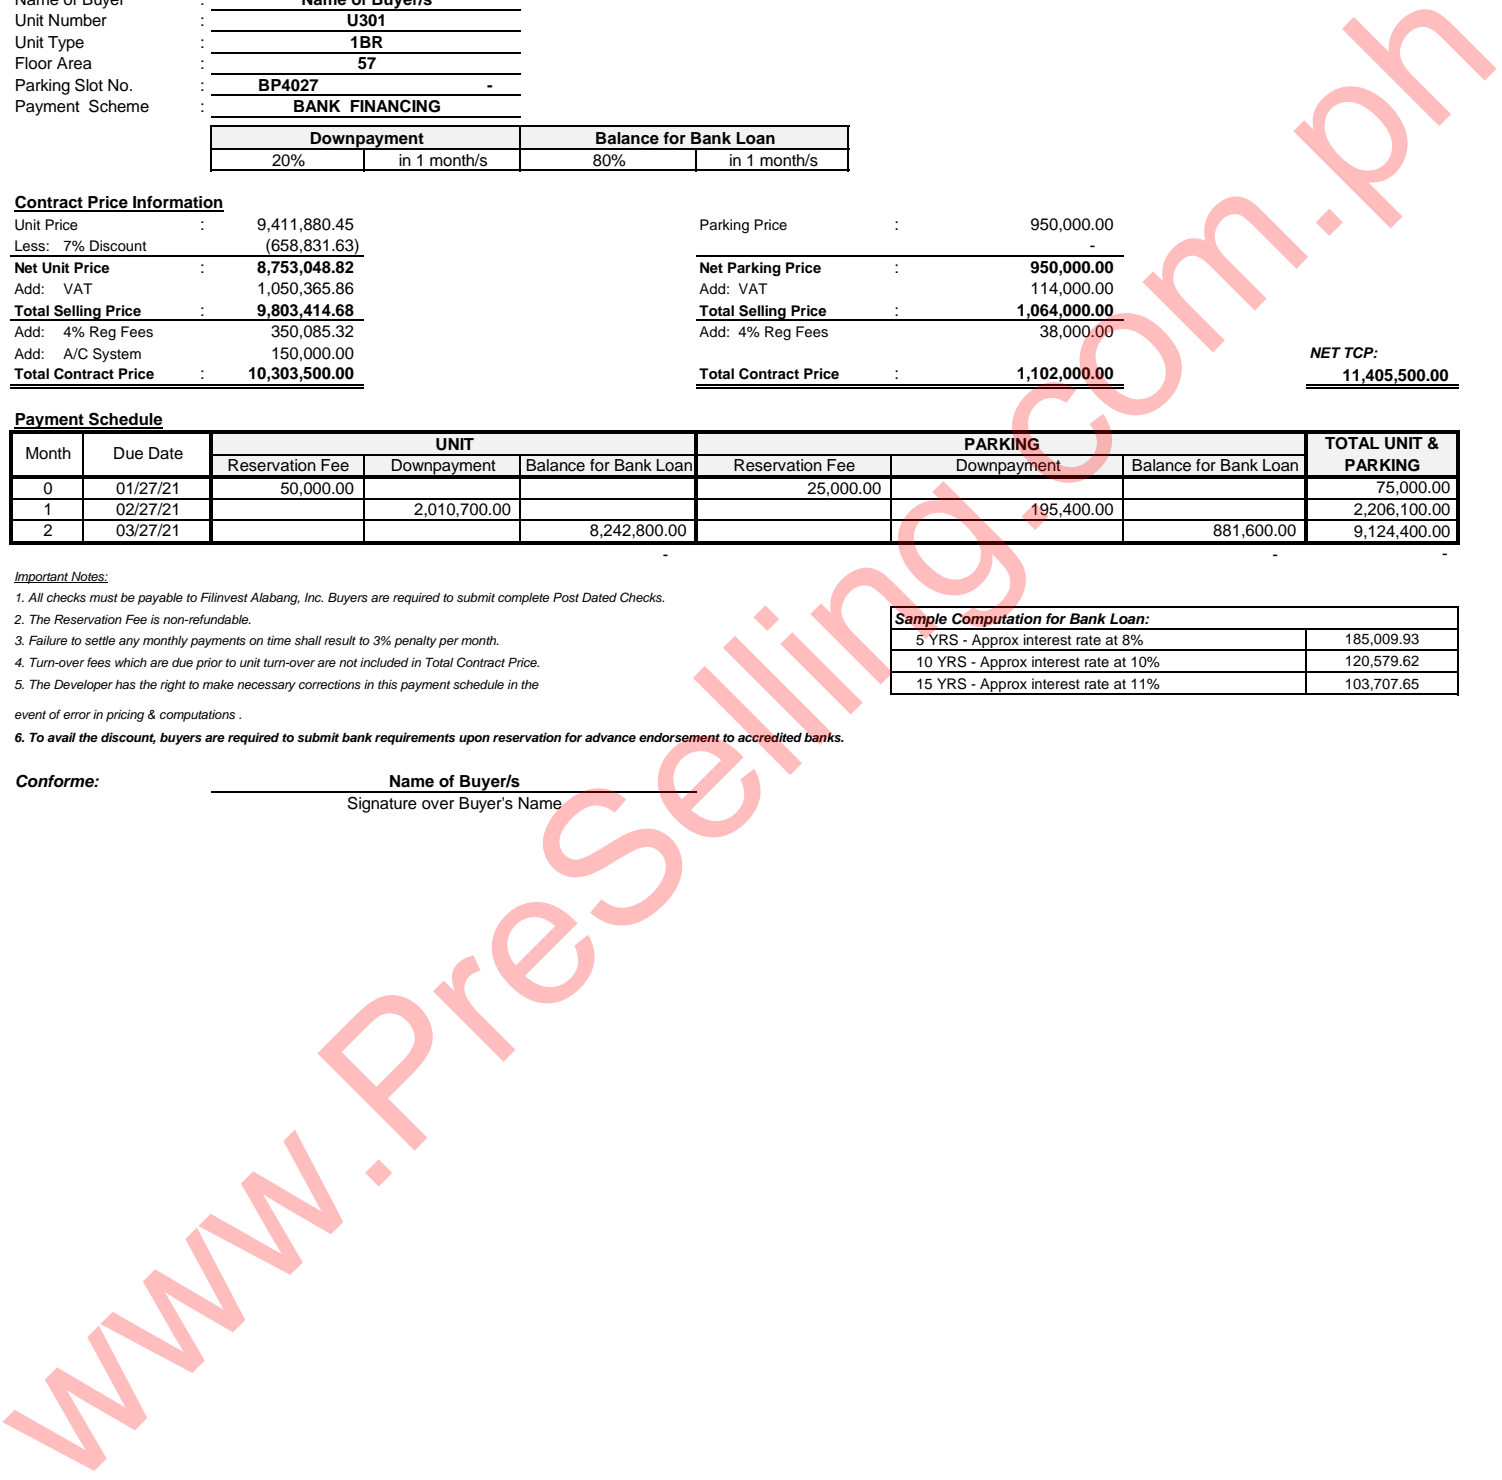 Name of Buyer : Name of Buyer/s
Unit Number : U301
Unit Type : 1BR
Floor Area : 57
Parking Slot No. : BP4027 -
Payment Scheme : BANK FINANCING
Downpayment Balance for Bank Loan
20% in 1 month/s 80% in 1 month/s
Contract Price Information
Unit Price : 9,411,880.45 Parking Price : 950,000.00
Less: 7% Discount (658,831.63) -
Net Unit Price : 8,753,048.82 Net Parking Price : 950,000.00
Add: VAT 1,050,365.86 Add: VAT 114,000.00
Total Selling Price : 9,803,414.68 Total Selling Price : 1,064,000.00
Add: 4% Reg Fees 350,085.32 Add: 4% Reg Fees 38,000.00
Add: A/C System 150,000.00 NET TCP:
Total Contract Price : 10,303,500.00 Total Contract Price : 1,102,000.00 11,405,500.00
Payment Schedule
Month Due Date UNIT PARKING TOTAL UNIT & PARKING
Reservation Fee Downpayment Balance for Bank Loan Reservation Fee Downpayment Balance for Bank Loan
0 01/27/21 50,000.00 25,000.00 75,000.00
1 02/27/21 2,010,700.00 195,400.00 2,206,100.00
2 03/27/21 8,242,800.00 881,600.00 9,124,400.00
- - -
Important Notes:
1. All checks must be payable to Filinvest Alabang, Inc. Buyers are required to submit complete Post Dated Checks.
2. The Reservation Fee is non-refundable.
3. Failure to settle any monthly payments on time shall result to 3% penalty per month.
4. Turn-over fees which are due prior to unit turn-over are not included in Total Contract Price.
5. The Developer has the right to make necessary corrections in this payment schedule in the
event of error in pricing & computations .
6. To avail the discount, buyers are required to submit bank requirements upon reservation for advance endorsement to accredited banks.
Sample Computation for Bank Loan:
5 YRS - Approx interest rate at 8% 185,009.93
10 YRS - Approx interest rate at 10% 120,579.62
15 YRS - Approx interest rate at 11% 103,707.65
Conforme: Name of Buyer/s
Signature over Buyer's Name
www.PreSelling.com.ph